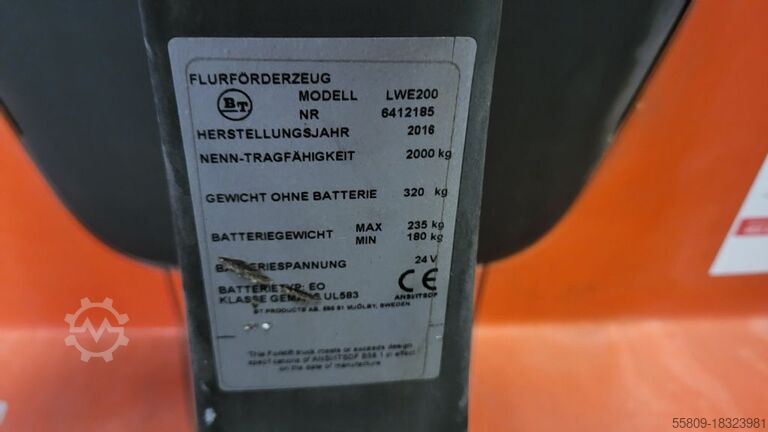 FLURFÖRDERZEUG
BT MODELL LWE200
NR 6412185
HERSTELLUNGSJAHR 2016
NENN-TRAGFÄHIGKEIT 2000 kg
GEWICHT OHNE BATTERIE 320 kg
BATTERIEGEWICHT MAX 235 kg
MIN 180 kg
BATTERIESPANNUNG 24 V
BATTERIETYP: EO CE
KLASSE UL583 ANSI/ITSDF
BT PRODUCTS AB, 595 81 MJÖLBY, SWEDEN
This Forklift truck meets or exceeds design
specifications of ANSI/ITSDF B56.1 in effect
on the date of manufacture
55809-18323981